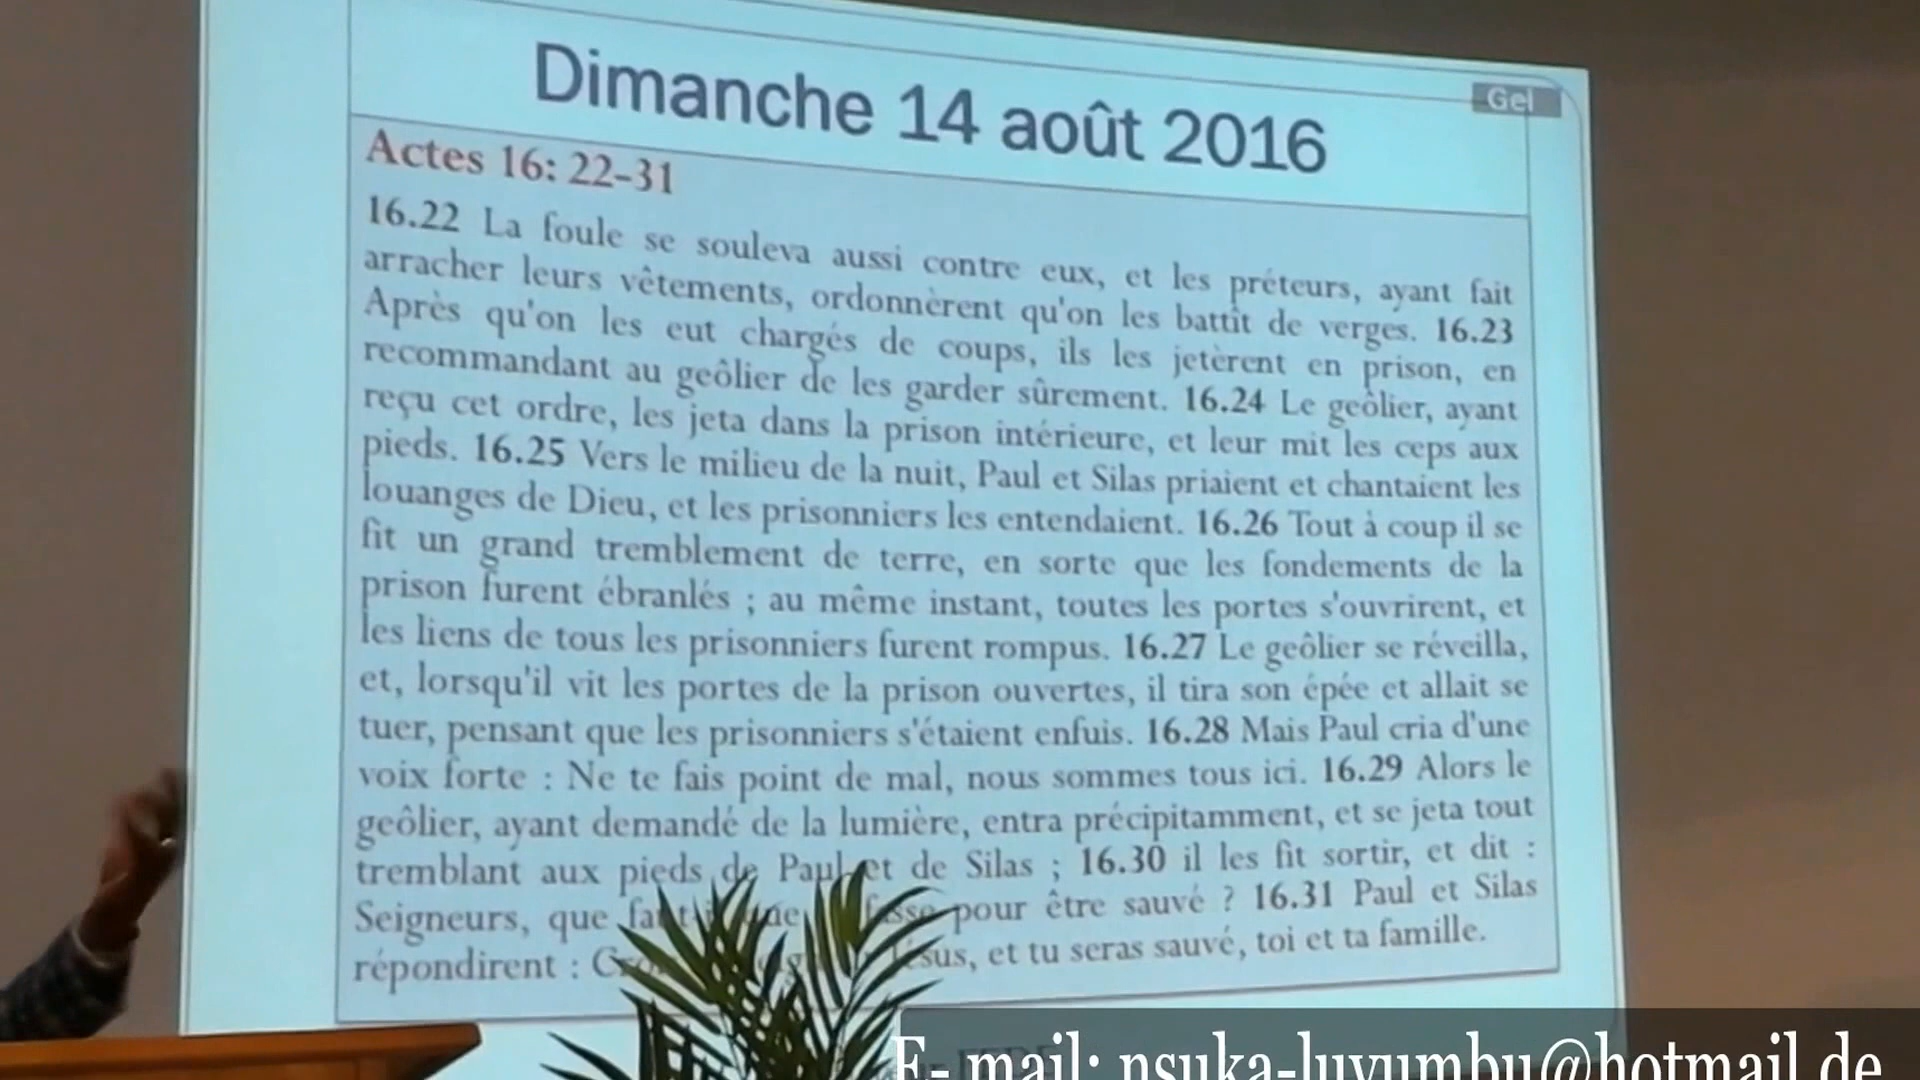 Dimanche 14 août 2016
Gel
Actes 16: 22-31
16.22 La foule se souleva aussi contre eux, et les préteurs, ayant fait
arracher leurs vêtements, ordonnèrent qu'on les battît de verges. 16.23
Après qu'on les eut chargés de coups, ils les jetèrent en prison, en
recommandant au geôlier de les garder sûrement. 16.24 Le geôlier, ayant
reçu cet ordre, les jeta dans la prison intérieure, et leur mit les ceps aux
pieds. 16.25 Vers le milieu de la nuit, Paul et Silas priaient et chantaient les
louanges de Dieu, et les prisonniers les entendaient. 16.26 Tout à coup il se
fit un grand tremblement de terre, en sorte que les fondements de la
prison furent ébranlés ; au même instant, toutes les portes s'ouvrirent, et
les liens de tous les prisonniers furent rompus. 16.27 Le geôlier se réveilla,
et, lorsqu'il vit les portes de la prison ouvertes, il tira son épée et allait se
tuer, pensant que les prisonniers s'étaient enfuis. 16.28 Mais Paul cria d'une
voix forte : Ne te fais point de mal, nous sommes tous ici. 16.29 Alors le
geôlier, ayant demandé de la lumière, entra précipitamment, et se jeta tout
tremblant aux pieds de Paul et de Silas ; 16.30 il les fit sortir, et dit :
Seigneurs, que pour être sauvé ? 16.31 Paul et Silas
répondirent : Jésus, et tu seras sauvé, toi et ta famille.
E- mail: nsuka-luyumbu@hotmail.de